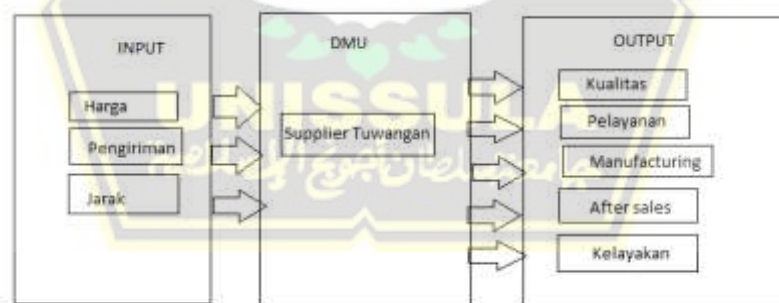 INPUT
Harga
Pengiriman
Jarak
DMU
Supplier Tuwangan
OUTPUT
Kualitas
Pelayanan
Manufacturing
After sales
Kelayakan
UNISSULA